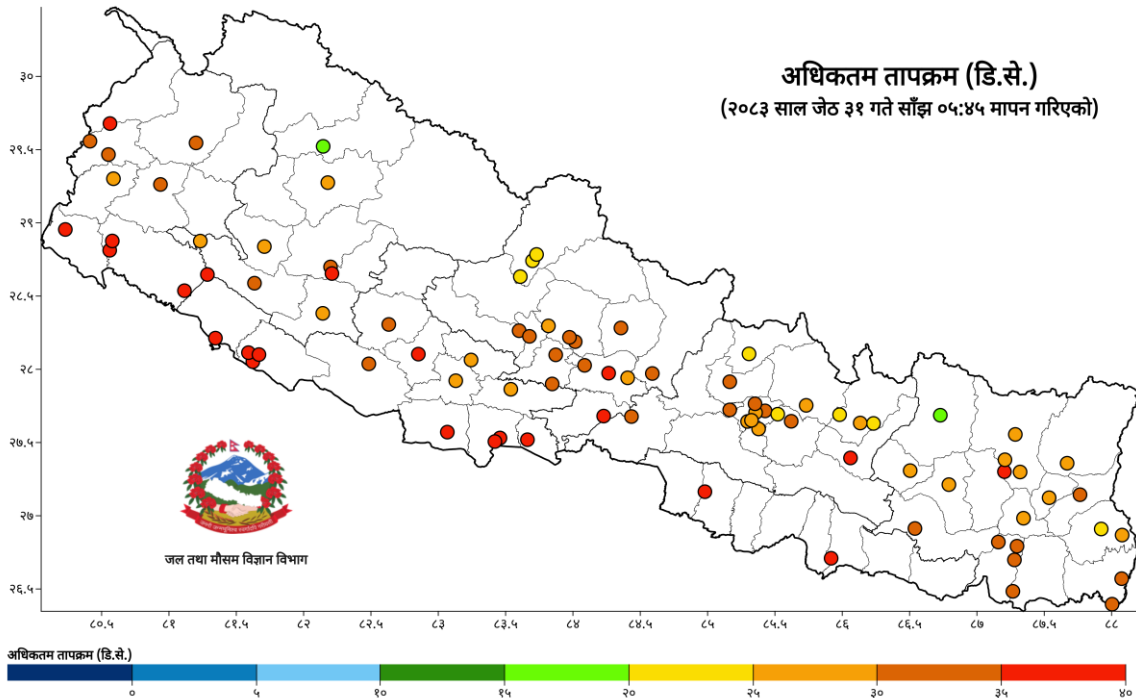 अधिकतम तापक्रम (डि.से.)
(२०८३ साल जेठ ३१ गते साँझ ०५:४५ मापन गरिएको)
३०
२९.५
२९
२८.५
२८
२७.५
२७
२६.५
जल तथा मौसम विज्ञान विभाग
८०.५ ८१ ८१.५ ८२ ८२.५ ८३ ८३.५ ८४ ८४.५ ८५ ८५.५ ८६ ८६.५ ८७ ८७.५ ८८
अधिकतम तापक्रम (डि.से.)
० ५ १० १५ २० २५ ३० ३५ ४०